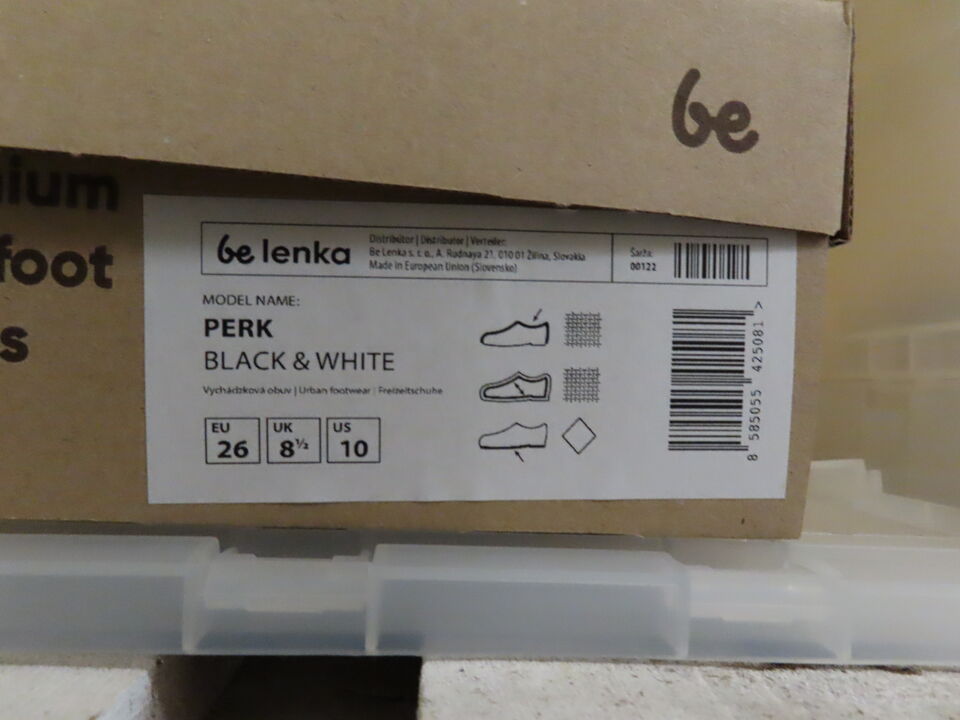 be
nium
foot
s
be lenka
Distribútor | Distributor | Verteiler:
Be Lenka s. r. o., A. Rudnaya 21, 010 01 Žilina, Slovakia
Made in European Union (Slovensko)
Šarža:
00122
MODEL NAME:
PERK
BLACK & WHITE
Vychádzková obuv | Urban footwear | Freizeitschuhe
EU
26
UK
8½
US
10
8 585055 425081 >